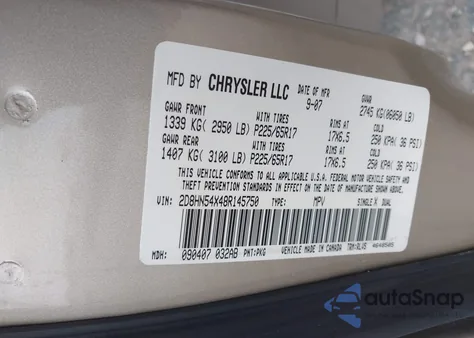 MFD BY CHRYSLER LLC DATE OF MFR 9-07 GVWR 2745 KG(06050 LB)
GAWR FRONT WITH TIRES RIMS AT COLD
1339 KG( 2950 LB) P225/65R17 17X6.5 250 KPA( 36 PSI)
GAWR REAR WITH TIRES RIMS AT COLD
1407 KG( 3100 LB) P225/65R17 17X6.5 250 KPA( 36 PSI)
THIS VEHICLE CONFORMS TO ALL APPLICABLE U.S.A. FEDERAL MOTOR VEHICLE SAFETY AND
THEFT PREVENTION STANDARDS IN EFFECT ON THE DATE OF MANUFACTURE SHOWN ABOVE.
VIN: 2D8HN54X48R145750 TYPE: MPV SINGLE X DUAL
MDH: 090407 032AB PNT:PKG VEHICLE MADE IN CANADA TRM:RLV5
autoSnap